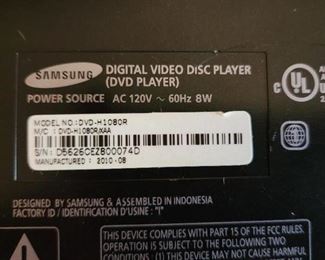 SAMSUNG
DIGITAL VIDEO DISC PLAYER
(DVD PLAYER)
POWER SOURCE AC 120V ~ 60Hz 8W
C UL
MODEL NO.:DVD-H1080R
M/C : DVD-H1080R/XAA
S/N: D5626CEZB00074D
MANUFACTURED : 2010.08
DESIGNED BY SAMSUNG & ASSEMBLED IN INDONESIA
FACTORY ID / IDENTIFICATION D'USINE : "I"
THIS DEVICE COMPLIES WITH PART 15 OF THE FCC RULES.
OPERATION IS SUBJECT TO THE FOLLOWING TWO
CONDITIONS : (1) THIS DEVICE MAY NOT CAUSE HARMFUL